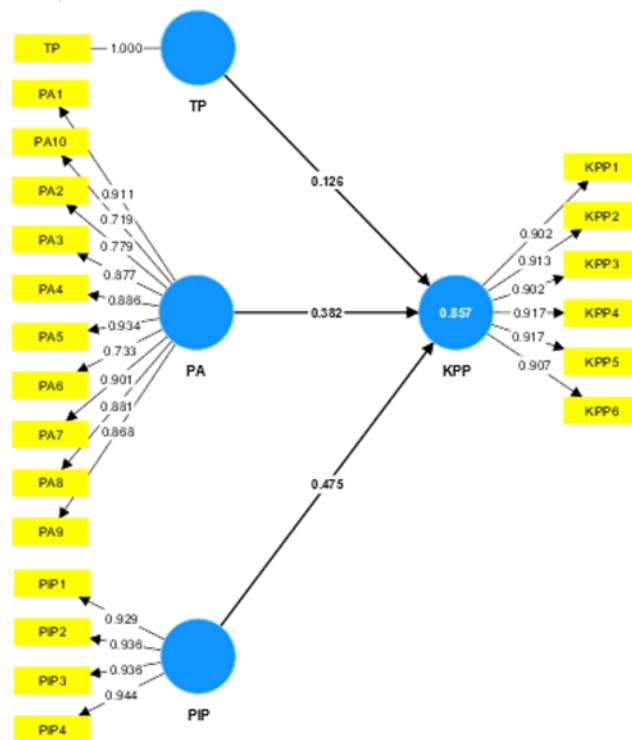 TP
1.000
TP
PA1
PA10
PA2
PA3
PA4
PA5
PA6
PA7
PA8
PA9
0.911
0.719
0.779
0.877
0.886
0.934
0.733
0.901
0.881
0.868
PA
PIP1
PIP2
PIP3
PIP4
0.929
0.936
0.936
0.944
PIP
0.126
0.382
0.475
0.857
KPP
0.902
0.913
0.902
0.917
0.917
0.907
KPP1
KPP2
KPP3
KPP4
KPP5
KPP6